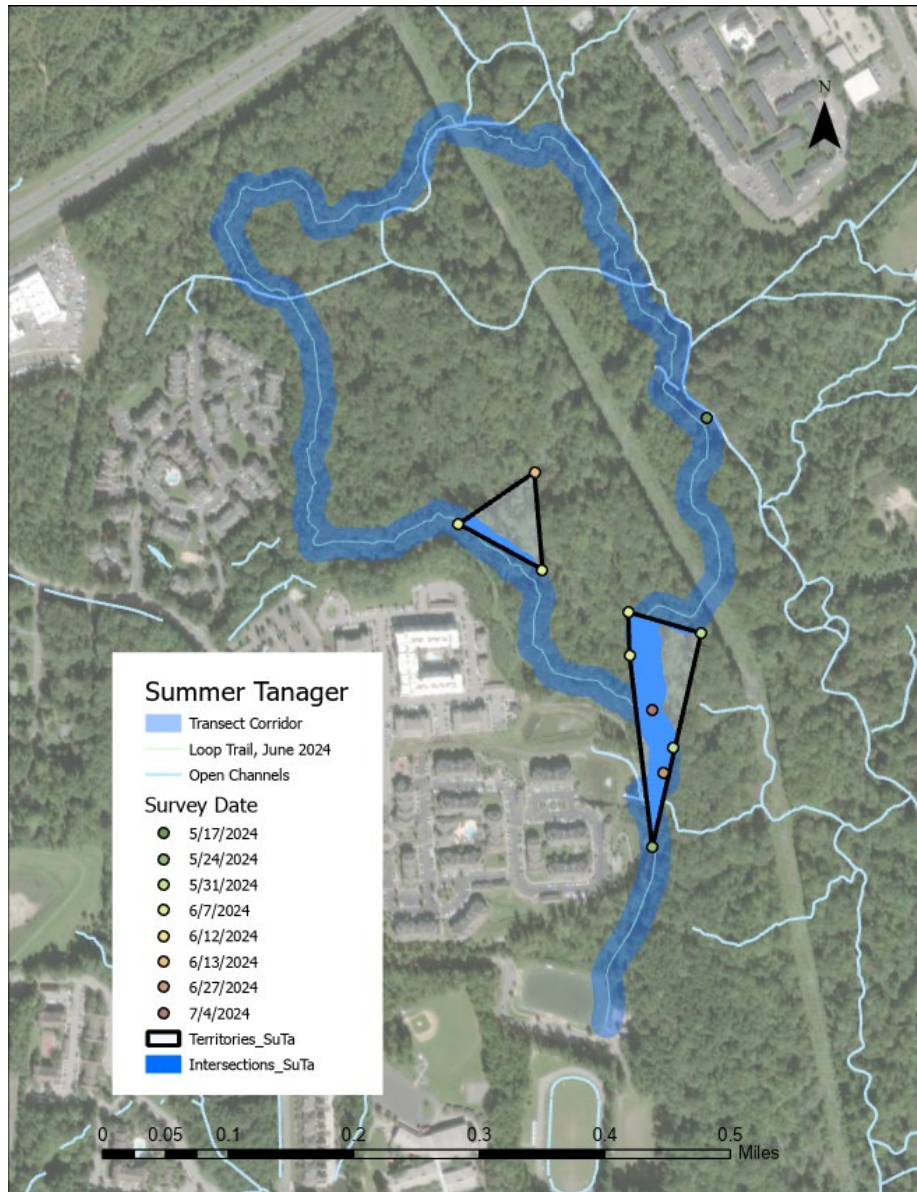 N
Summer Tanager
Transect Corridor
Loop Trail, June 2024
Open Channels
Survey Date
5/17/2024
5/24/2024
5/31/2024
6/7/2024
6/12/2024
6/13/2024
6/27/2024
7/4/2024
Territories_SuTa
Intersections_SuTa
0 0.05 0.1 0.2 0.3 0.4 0.5
Miles